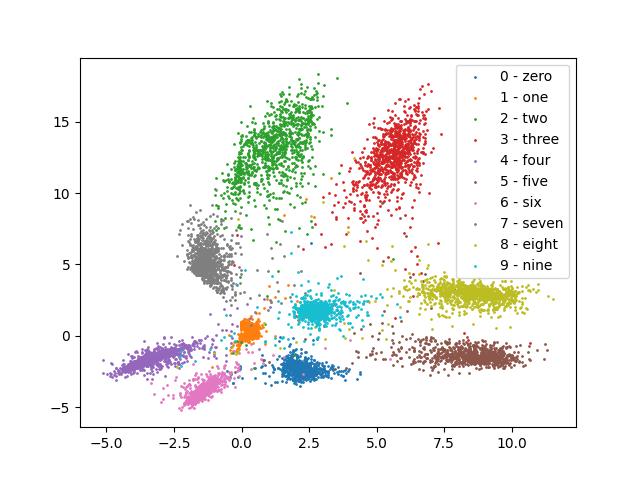 0 - zero
1 - one
2 - two
3 - three
4 - four
5 - five
6 - six
7 - seven
8 - eight
9 - nine
15
10
5
0
−5
−5.0 −2.5 0.0 2.5 5.0 7.5 10.0